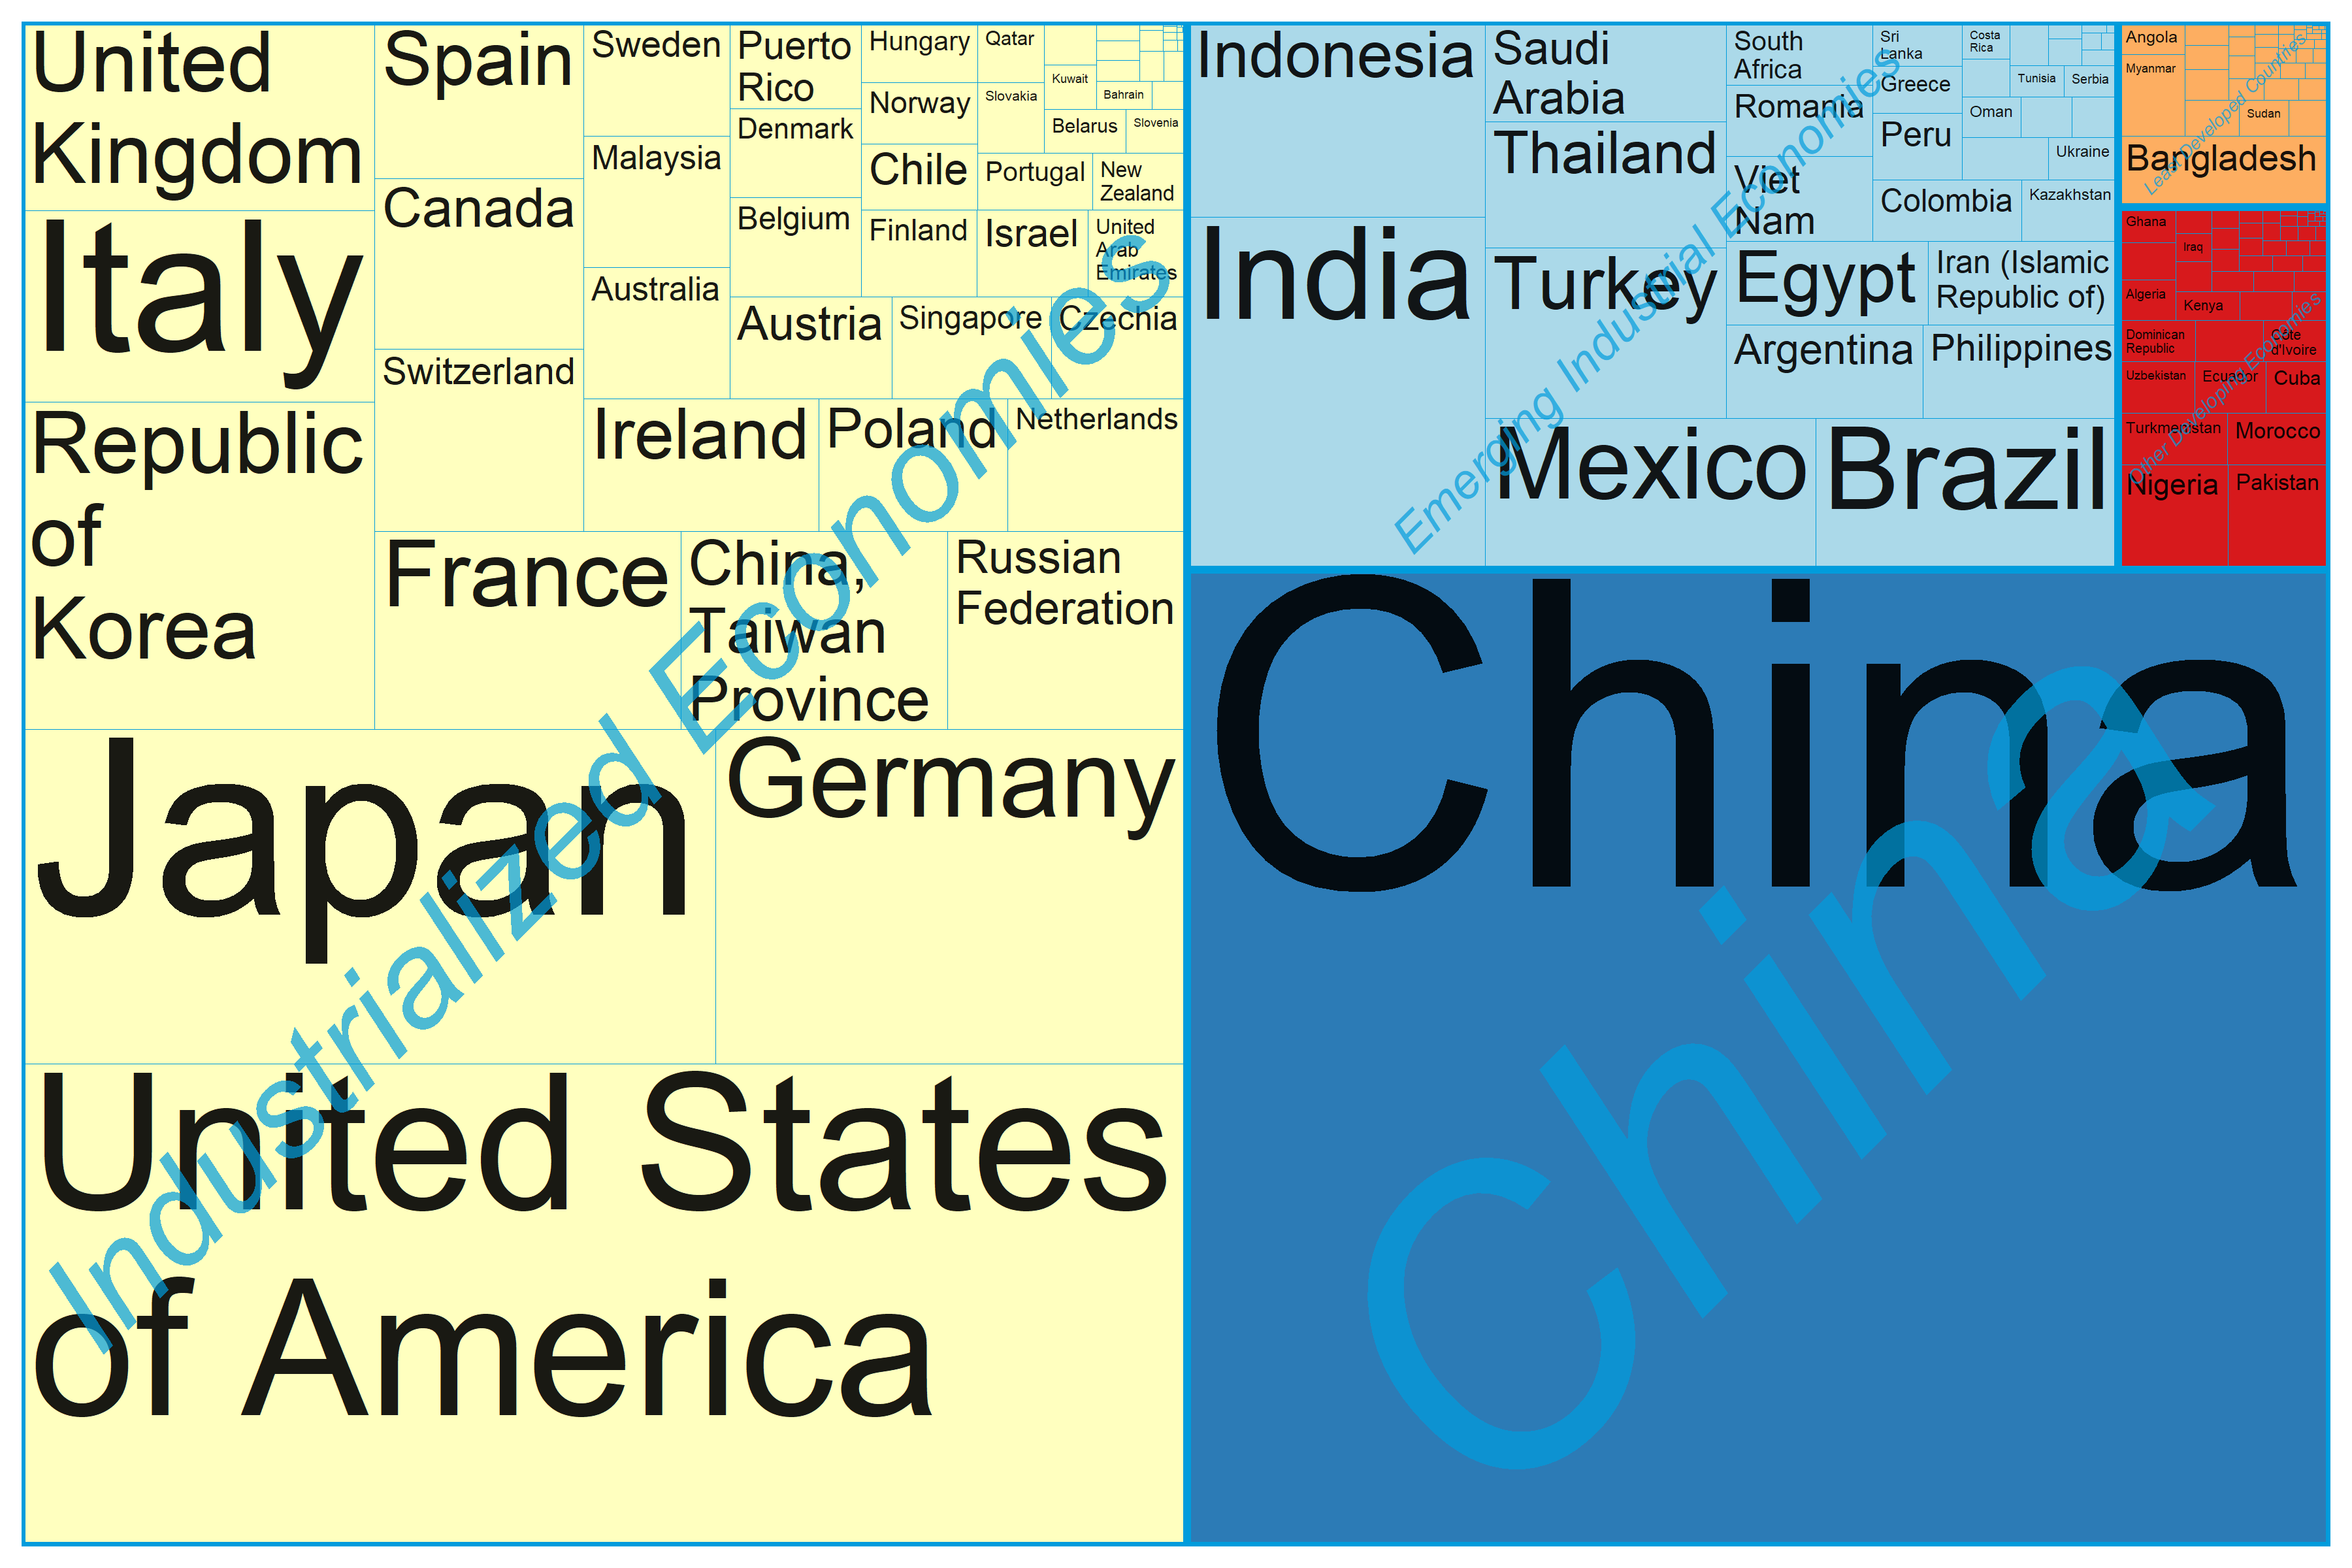 United
Kingdom
Italy
Republic
of
Korea
Spain
Canada
Switzerland
Sweden
Malaysia
Australia
Puerto
Rico
Denmark
Belgium
Austria
Hungary
Norway
Chile
Finland
Singapore
Qatar
Slovakia
Portugal
Israel
Kuwait
Bahrain
Belarus
Slovenia
New
Zealand
United
Arab
Emirates
Czechia
Ireland
Poland
Netherlands
France
China,
Taiwan
Province
Russian
Federation
Japan
Germany
United States
of America
Industrialized Economies
Indonesia
India
Saudi
Arabia
Thailand
Turkey
South
Africa
Romania
Viet
Nam
Egypt
Argentina
Sri
Lanka
Greece
Peru
Colombia
Iran (Islamic
Republic of)
Philippines
Costa
Rica
Tunisia
Serbia
Oman
Ukraine
Kazakhstan
Mexico
Brazil
Emerging Industrial Economies
Angola
Myanmar
Sudan
Bangladesh
Least Developed Countries
Ghana
Iraq
Algeria
Kenya
Dominican
Republic
Côte
d'Ivoire
Uzbekistan
Ecuador
Cuba
Turkmenistan
Morocco
Nigeria
Pakistan
Other Developing Economies
China
China